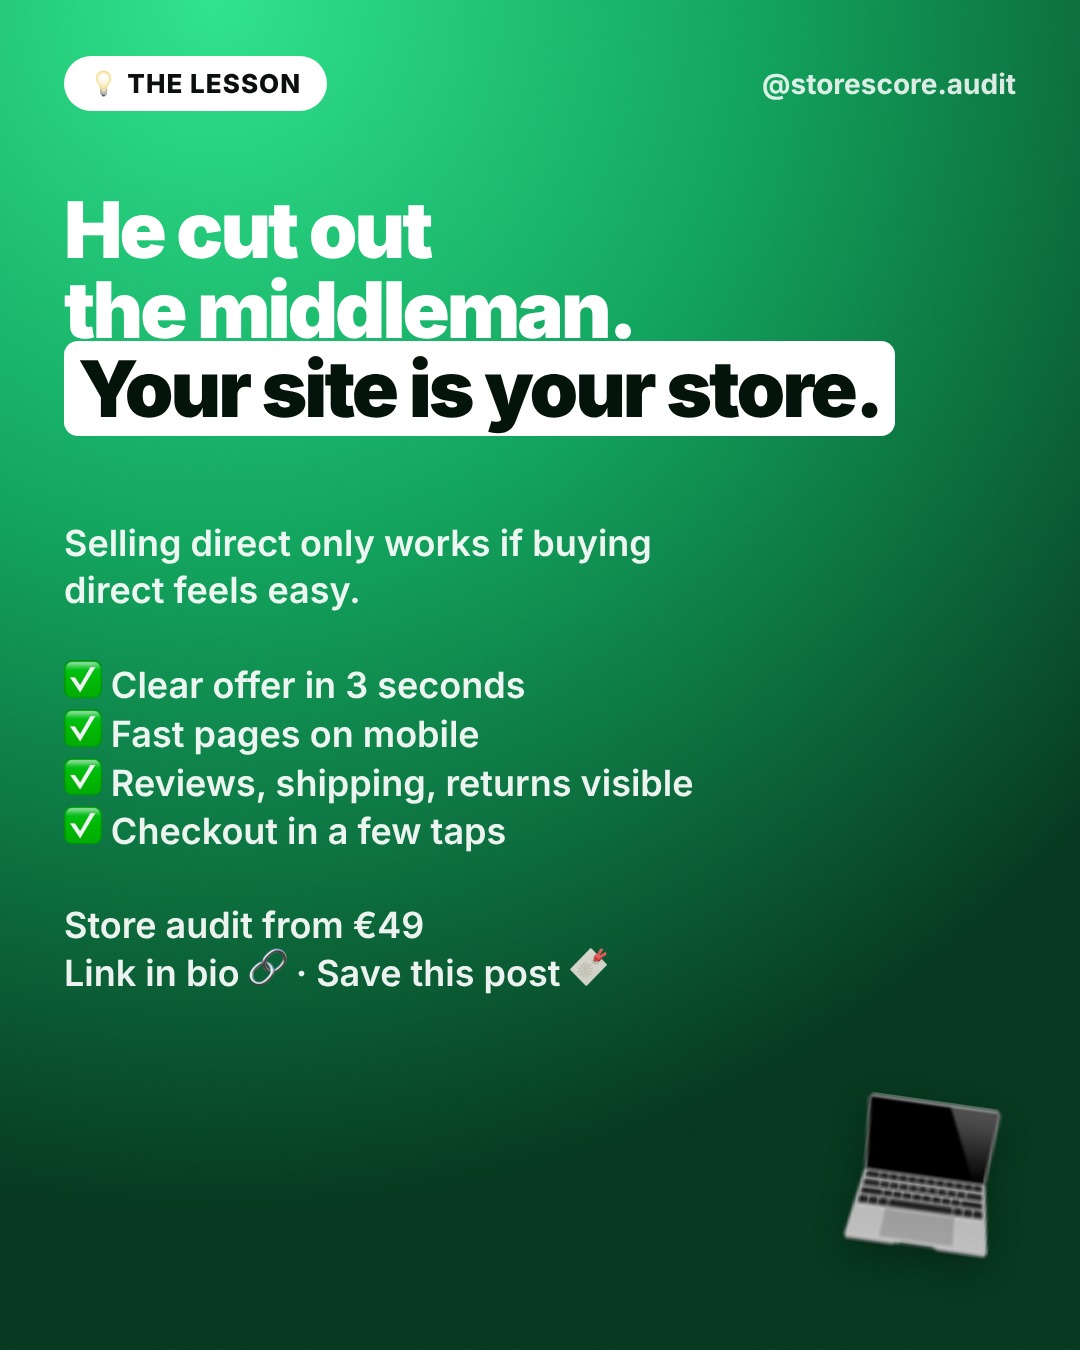 💡 THE LESSON
@storescore.audit
He cut out
the middleman.
Your site is your store.
Selling direct only works if buying
direct feels easy.
✅ Clear offer in 3 seconds
✅ Fast pages on mobile
✅ Reviews, shipping, returns visible
✅ Checkout in a few taps
Store audit from €49
Link in bio 🔗 · Save this post 🔖